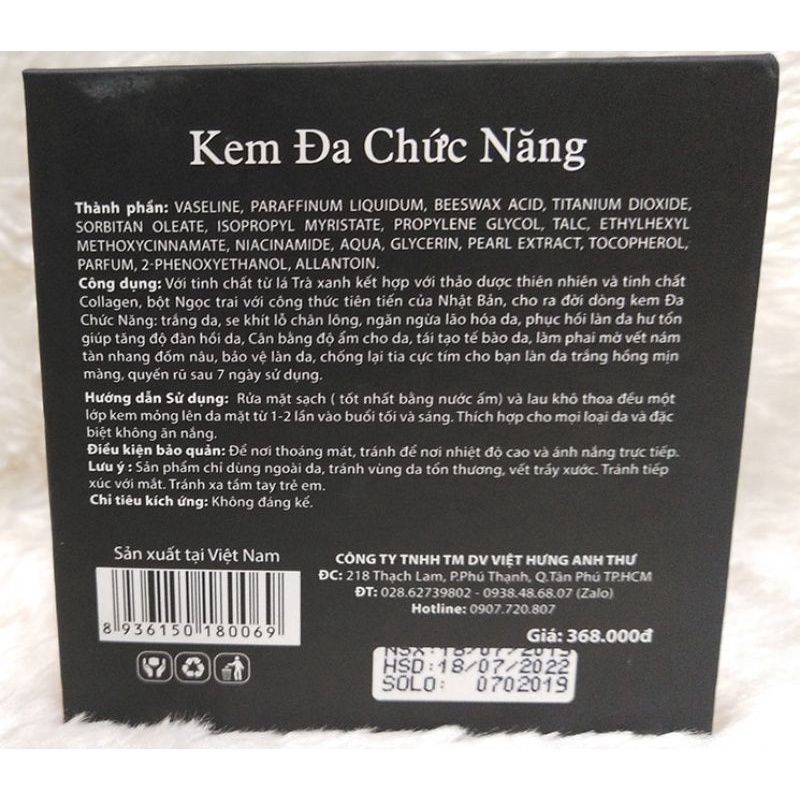 Kem Đa Chức Năng
Thành phần: VASELINE, PARAFFINUM LIQUIDUM, BEESWAX ACID, TITANIUM DIOXIDE,
SORBITAN OLEATE, ISOPROPYL MYRISTATE, PROPYLENE GLYCOL, TALC, ETHYLHEXYL
METHOXYCINNAMATE, NIACINAMIDE, AQUA, GLYCERIN, PEARL EXTRACT, TOCOPHEROL,
PARFUM, 2-PHENOXYETHANOL, ALLANTOIN.
Công dụng: Với tinh chất từ lá Trà xanh kết hợp với thảo dược thiên nhiên và tinh chất
Collagen, bột Ngọc trai với công thức tiên tiến của Nhật Bản, cho ra đời dòng kem Đa
Chức Năng: trắng da, se khít lỗ chân lông, ngăn ngừa lão hóa da, phục hồi làn da hư tổn
giúp tăng độ đàn hồi da, Cân bằng độ ẩm cho da, tái tạo tế bào da, làm phai mờ vết nám
tàn nhang đốm nâu, bảo vệ làn da, chống lại tia cực tím cho bạn làn da trắng hồng mịn
màng, quyến rũ sau 7 ngày sử dụng.
Hướng dẫn Sử dụng: Rửa mặt sạch ( tốt nhất bằng nước ấm) và lau khô thoa đều một
lớp kem mỏng lên da mặt từ 1-2 lần vào buổi tối và sáng. Thích hợp cho mọi loại da và đặc
biệt không ăn nắng.
Điều kiện bảo quản: Để nơi thoáng mát, tránh để nơi nhiệt độ cao và ánh nắng trực tiếp.
Lưu ý : Sản phẩm chỉ dùng ngoài da, tránh vùng da tổn thương, vết trầy xước. Tránh tiếp
xúc với mắt. Tránh xa tầm tay trẻ em.
Chỉ tiêu kích ứng: Không đáng kể.
Sản xuất tại Việt Nam
8 936150 180069
CÔNG TY TNHH TM DV VIỆT HƯNG ANH THƯ
ĐC: 218 Thạch Lam, P.Phú Thạnh, Q.Tân Phú TP.HCM
ĐT: 028.62739802 - 0938.48.68.07 (Zalo)
Hotline: 0907.720.807
Giá: 368.000đ
NSX:18/07/2019
HSD:18/07/2022
SOLO: 0702019